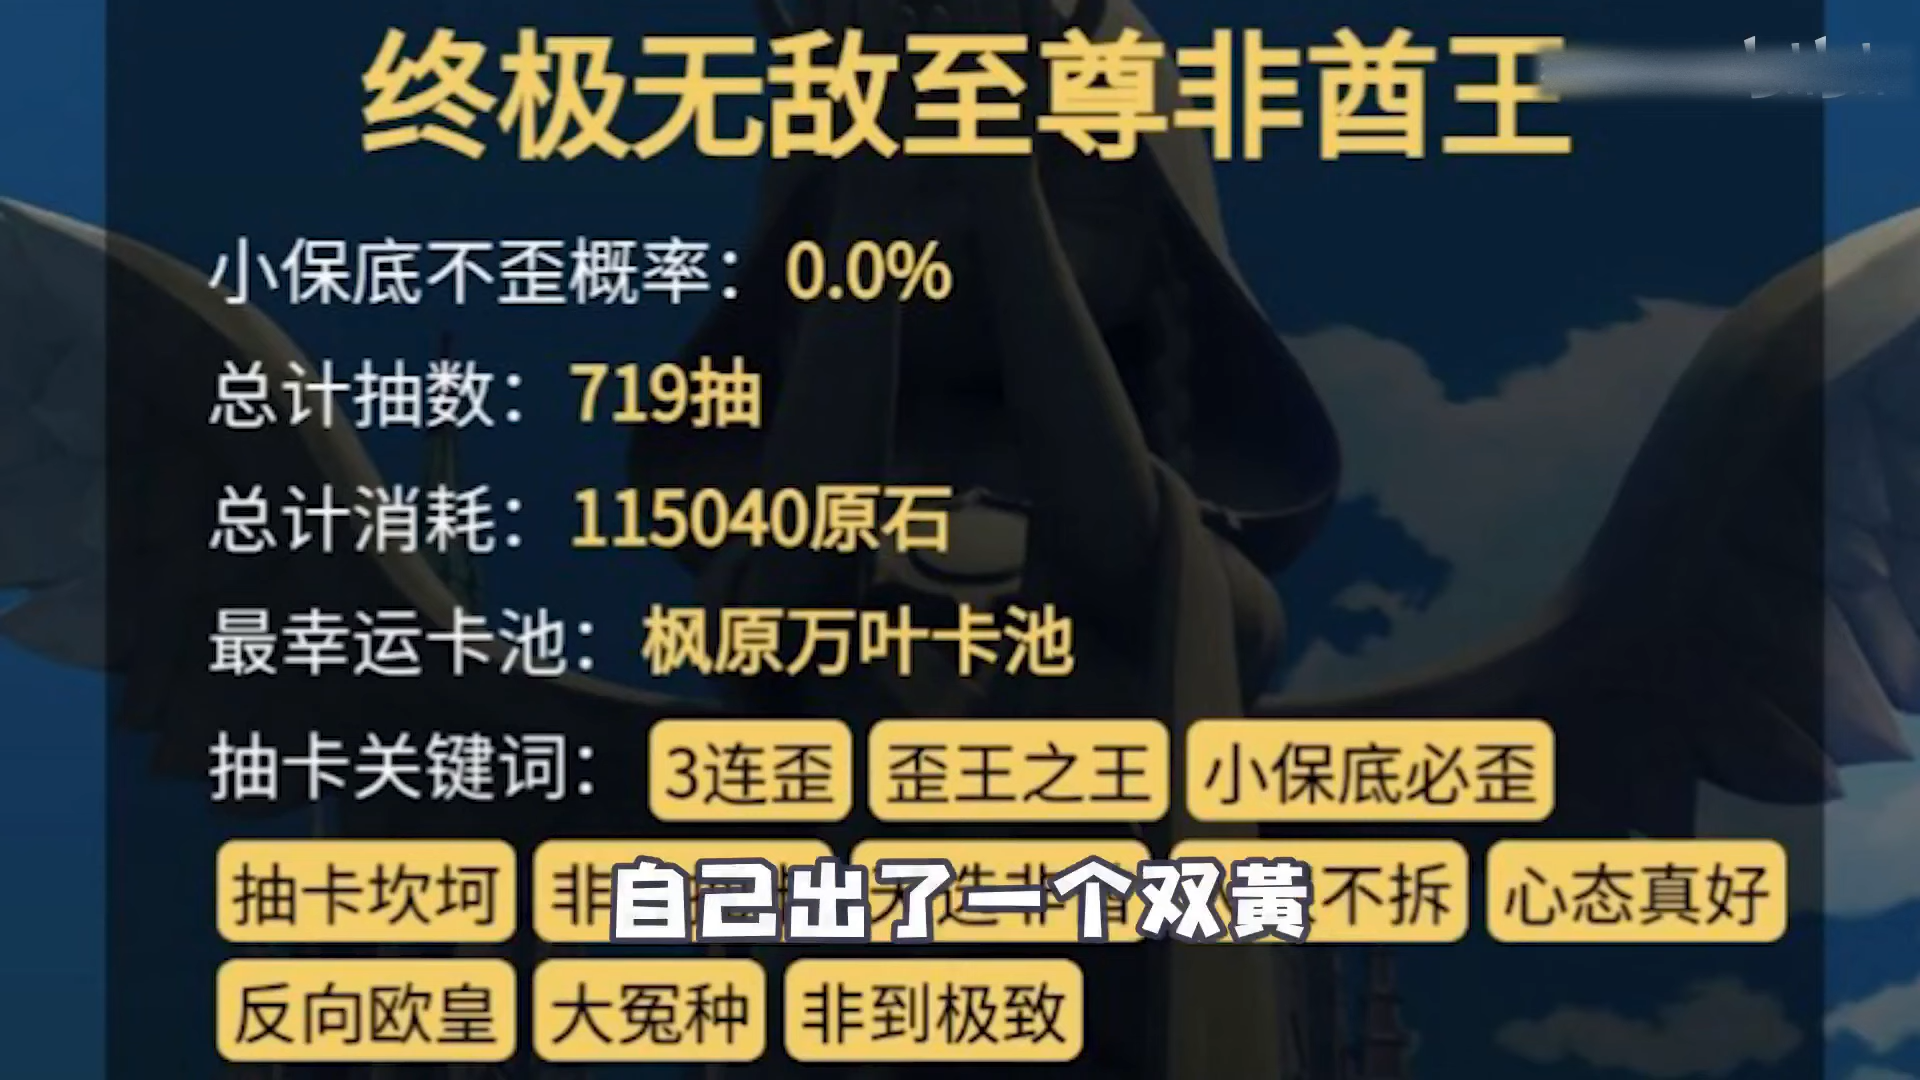 终极无敌至尊非酋王
小保底不歪概率：0.0%
总计抽数：719抽
总计消耗：115040原石
最幸运卡池：枫原万叶卡池
抽卡关键词： 3连歪 歪王之王 小保底必歪
抽卡坎坷 非 不拆 心态真好
自己出了一个双黄
反向欧皇 大冤种 非到极致